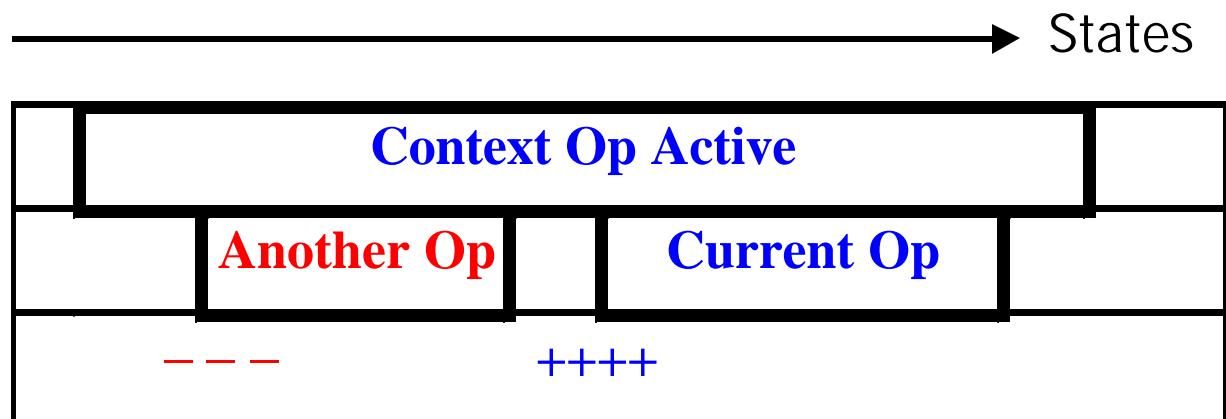 States
Context Op Active
Another Op Current Op
– – – ++++